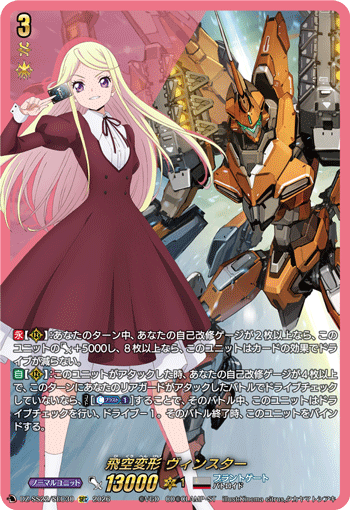 3
永【 】：あなたのターン中、あなたの自己改修ゲージが２枚以上なら、この
ユニットの +5000し、８枚以上なら、このユニットはカードの効果でドラ
イブが減らない。
自【 】：このユニットがアタックした時、あなたの自己改修ゲージが４枚以上
で、このターンにあなたのリアガードがアタックしたバトルでドライブチェック
していないなら、【 1】することで、そのバトル中、このユニットはド
ライブチェックを行い、ドライブ－１。そのバトル終了時、このユニットをバイン
ドする。
飛空変形 ヴィンスター
ノーマルユニット
13000
1
ブラントゲート
バトロイド
2026